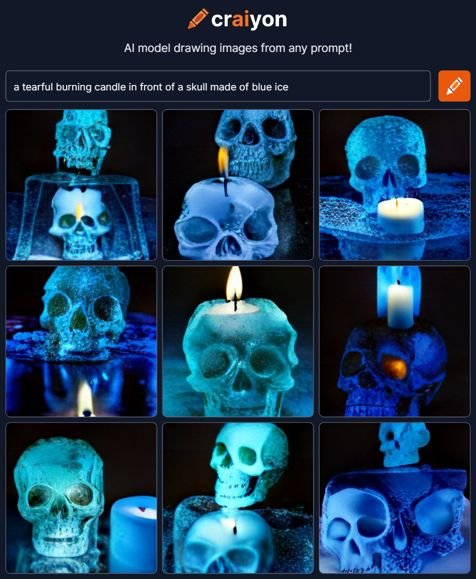 craiyon
AI model drawing images from any prompt!
a tearful burning candle in front of a skull made of blue ice